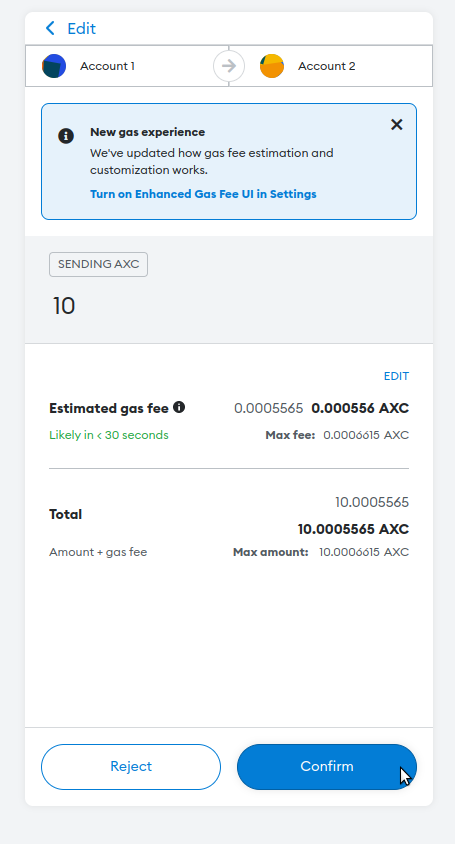 Edit
Account 1
Account 2
New gas experience
We've updated how gas fee estimation and
customization works.
Turn on Enhanced Gas Fee UI in Settings
SENDING AXC
10
EDIT
Estimated gas fee 0.0005565 0.000556 AXC
Likely in < 30 seconds Max fee: 0.0006615 AXC
10.0005565
Total
10.0005565 AXC
Amount + gas fee Max amount: 10.0006615 AXC
Reject
Confirm